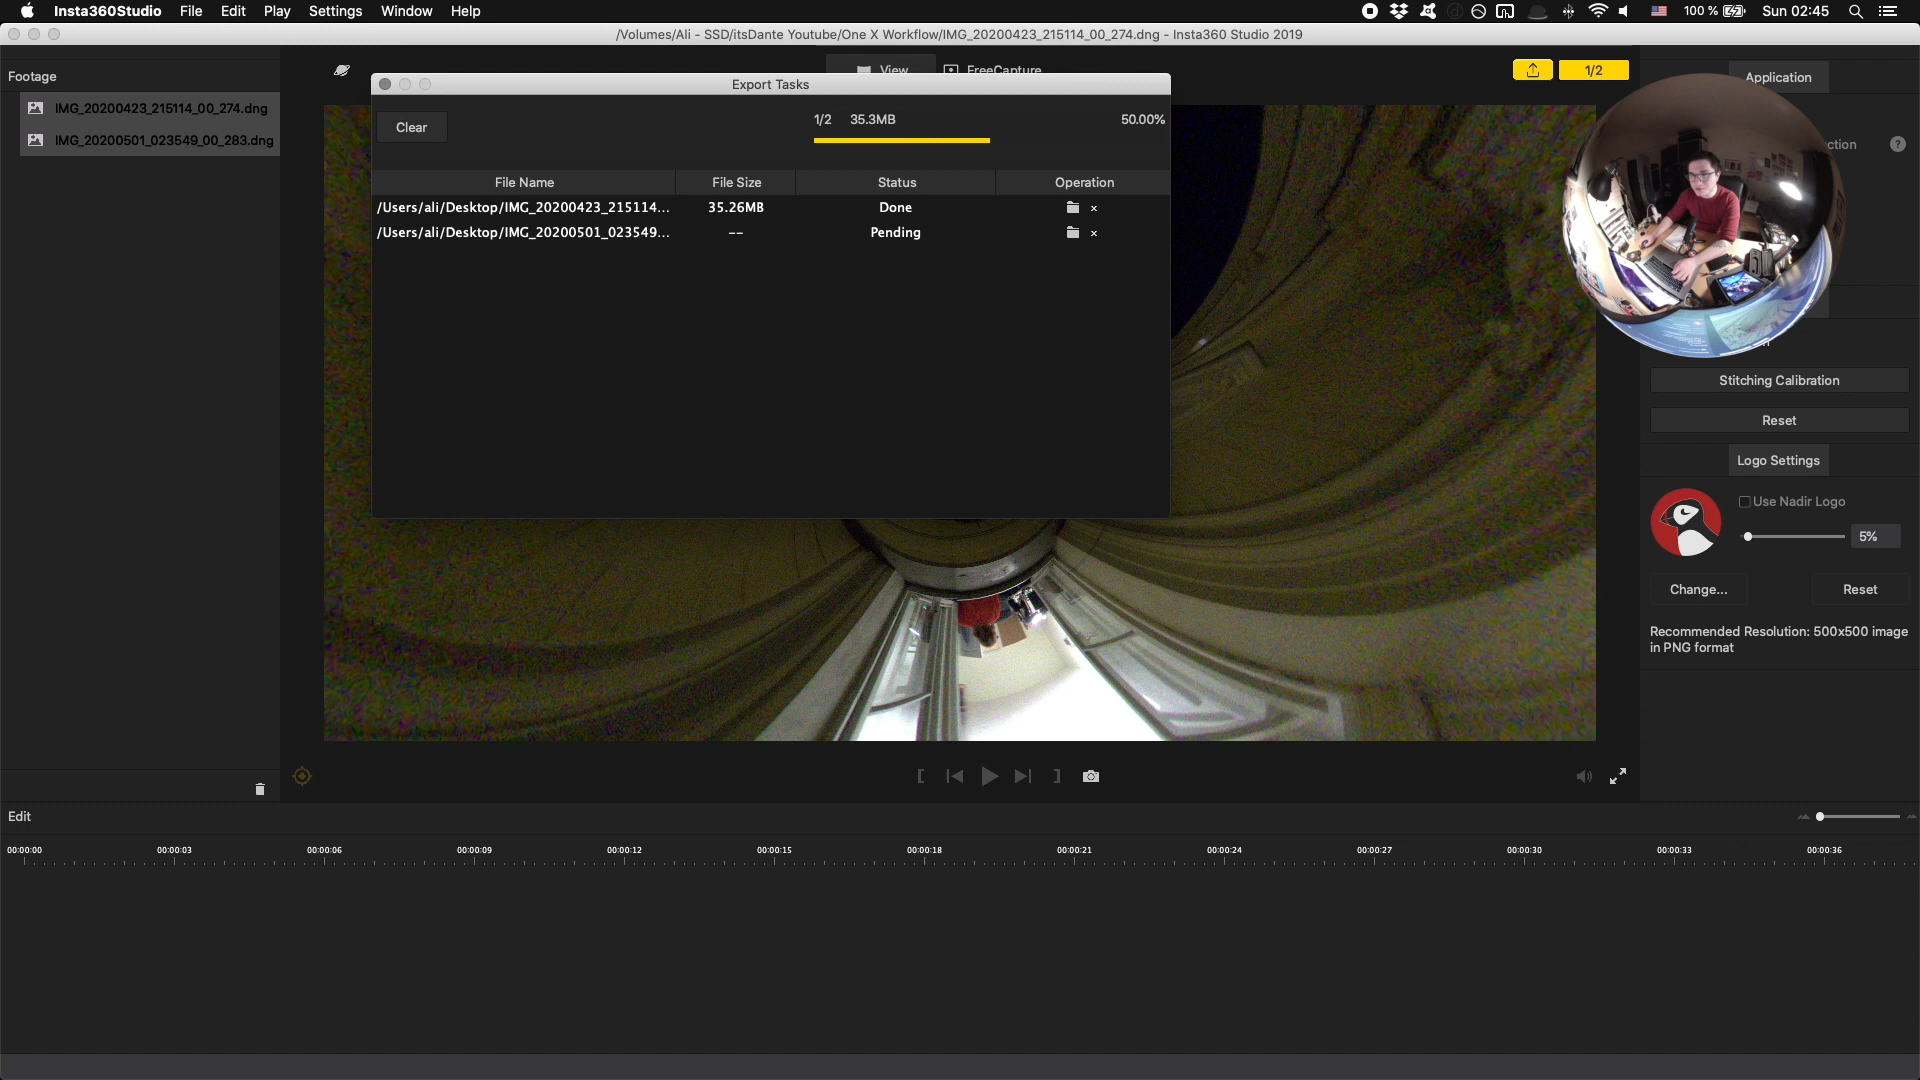 Insta360Studio File Edit Play Settings Window Help 100 % Sun 02:45
/Volumes/Ali - SSD/itsDante Youtube/One X Workflow/IMG_20200423_215114_00_274.dng - Insta360 Studio 2019
Footage
View FreeCapture 1/2
Application
IMG_20200423_215114_00_274.dng
IMG_20200501_023549_00_283.dng
Export Tasks
Clear
1/2 35.3MB 50.00%
File Name File Size Status Operation
/Users/ali/Desktop/IMG_20200423_215114... 35.26MB Done
/Users/ali/Desktop/IMG_20200501_023549... -- Pending
ction ?
Stitching Calibration
Reset
Logo Settings
Use Nadir Logo
5%
Change... Reset
Recommended Resolution: 500x500 image
in PNG format
Edit
00:00:00 00:00:03 00:00:06 00:00:09 00:00:12 00:00:15 00:00:18 00:00:21 00:00:24 00:00:27 00:00:30 00:00:33 00:00:36